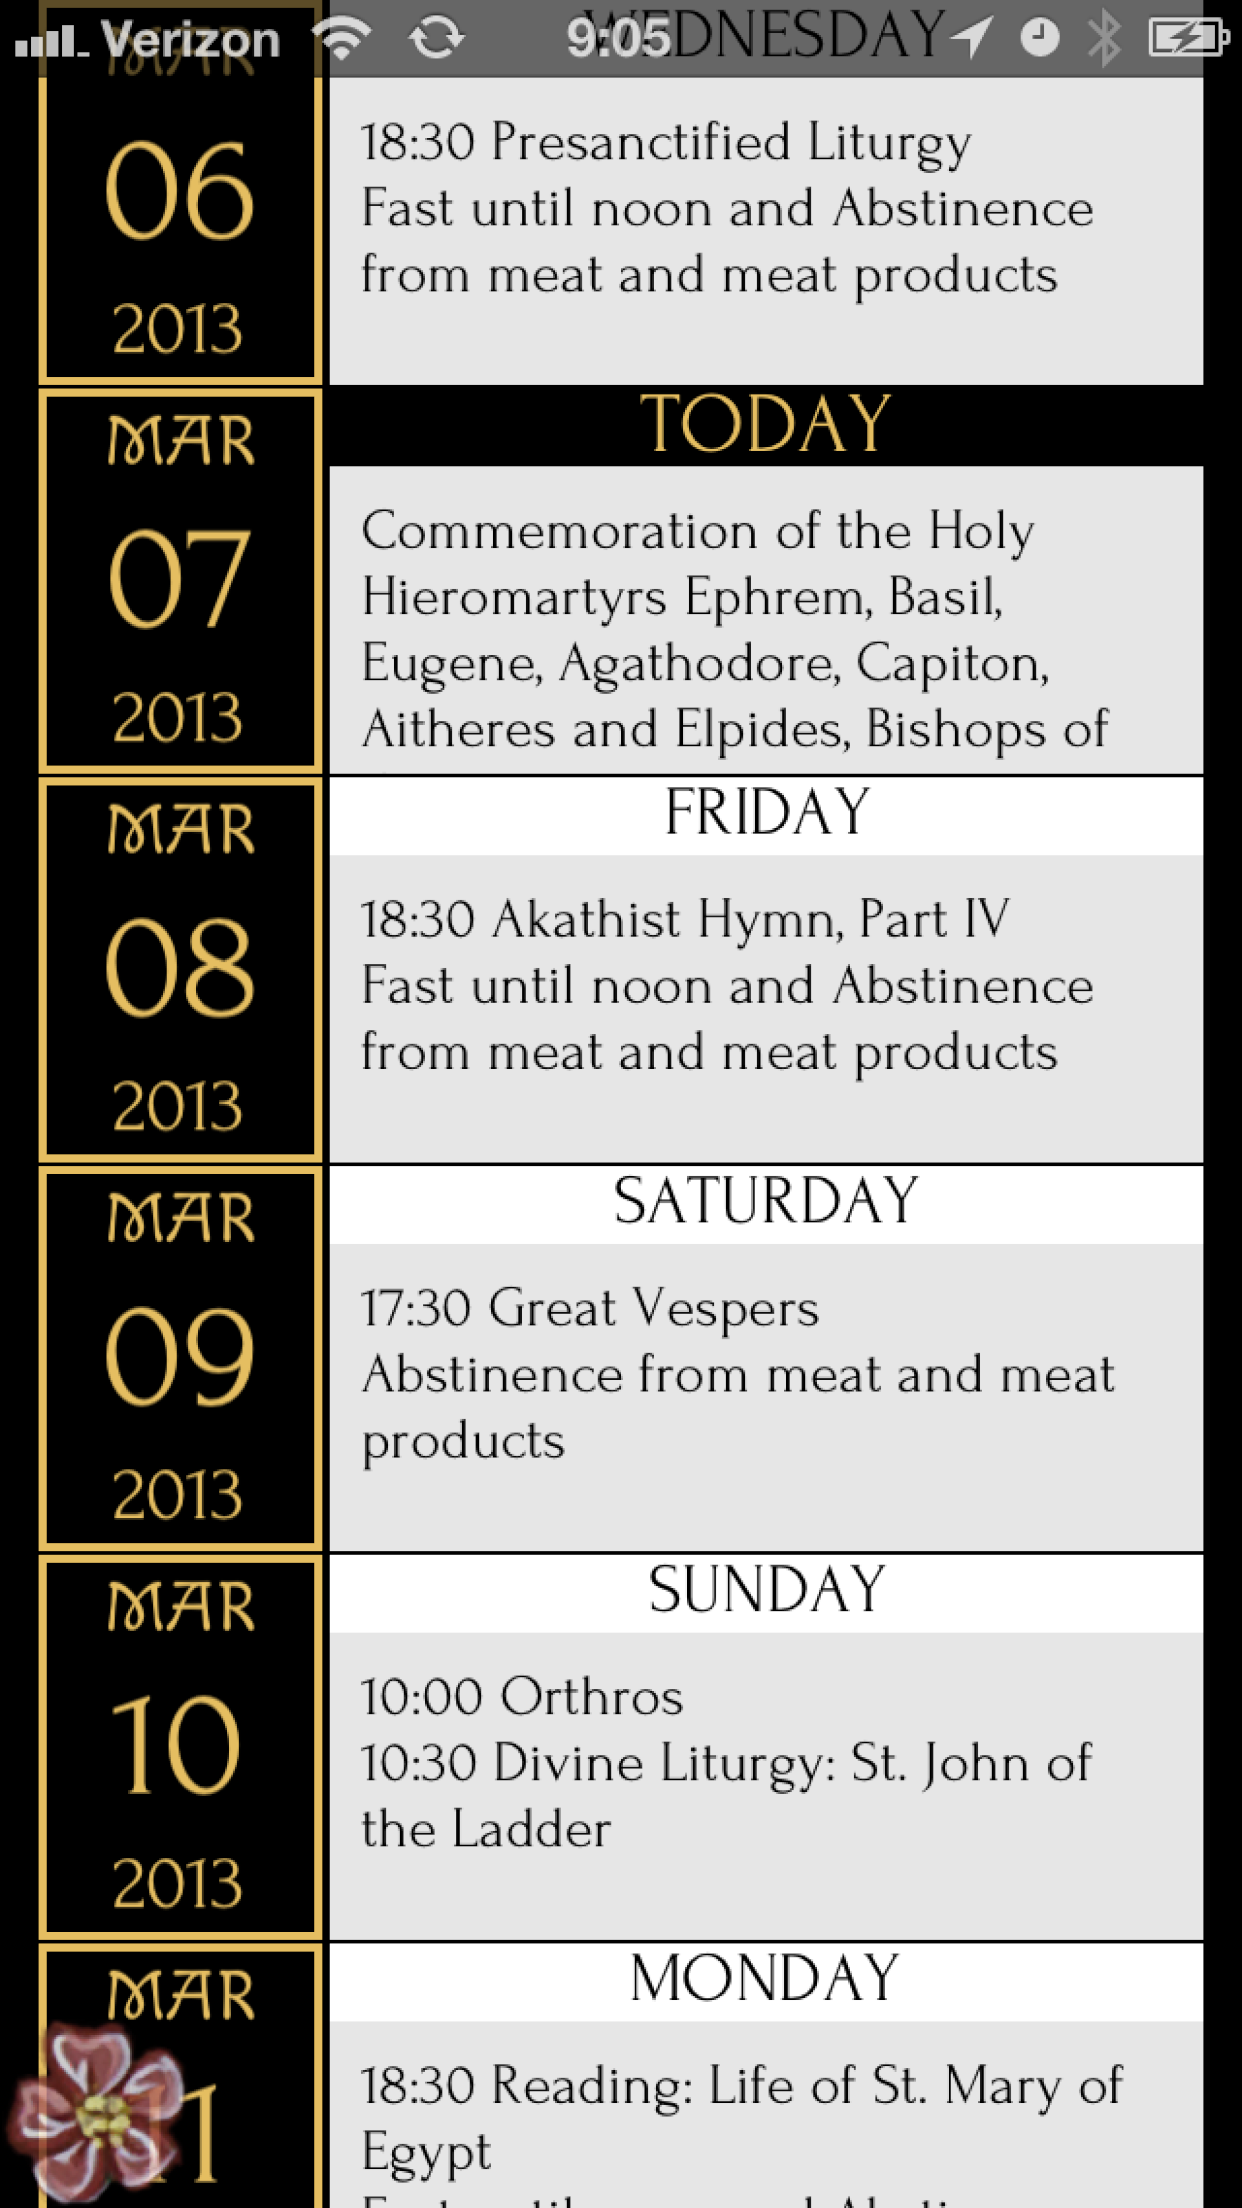 Verizon 9:05
MAR
WEDNESDAY
06
2013
18:30 Presanctified Liturgy
Fast until noon and Abstinence
from meat and meat products
MAR
07
2013
TODAY
Commemoration of the Holy
Hieromartyrs Ephrem, Basil,
Eugene, Agathodore, Capiton,
Aitheres and Elpides, Bishops of
MAR
08
2013
FRIDAY
18:30 Akathist Hymn, Part IV
Fast until noon and Abstinence
from meat and meat products
MAR
09
2013
SATURDAY
17:30 Great Vespers
Abstinence from meat and meat
products
MAR
10
2013
SUNDAY
10:00 Orthros
10:30 Divine Liturgy: St. John of
the Ladder
MAR
11
MONDAY
18:30 Reading: Life of St. Mary of
Egypt